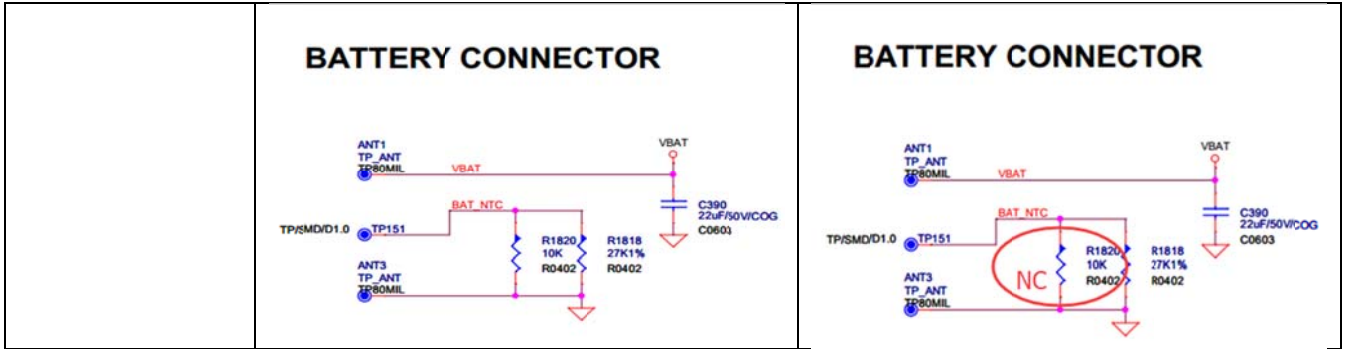 BATTERY CONNECTOR
ANT1
TP_ANT
TP80MIL
VBAT
VBAT
C390
22uF/50V/COG
C0603
BAT_NTC
TP/SMD/D1.0
TP151
R1820
10K
R0402
R1818
27K1%
R0402
ANT3
TP_ANT
TP80MIL
BATTERY CONNECTOR
ANT1
TP_ANT
TP80MIL
VBAT
VBAT
C390
22uF/50V/COG
C0603
BAT_NTC
TP/SMD/D1.0
TP151
R1820
10K
R0402
R1818
27K1%
R0402
NC
ANT3
TP_ANT
TP80MIL